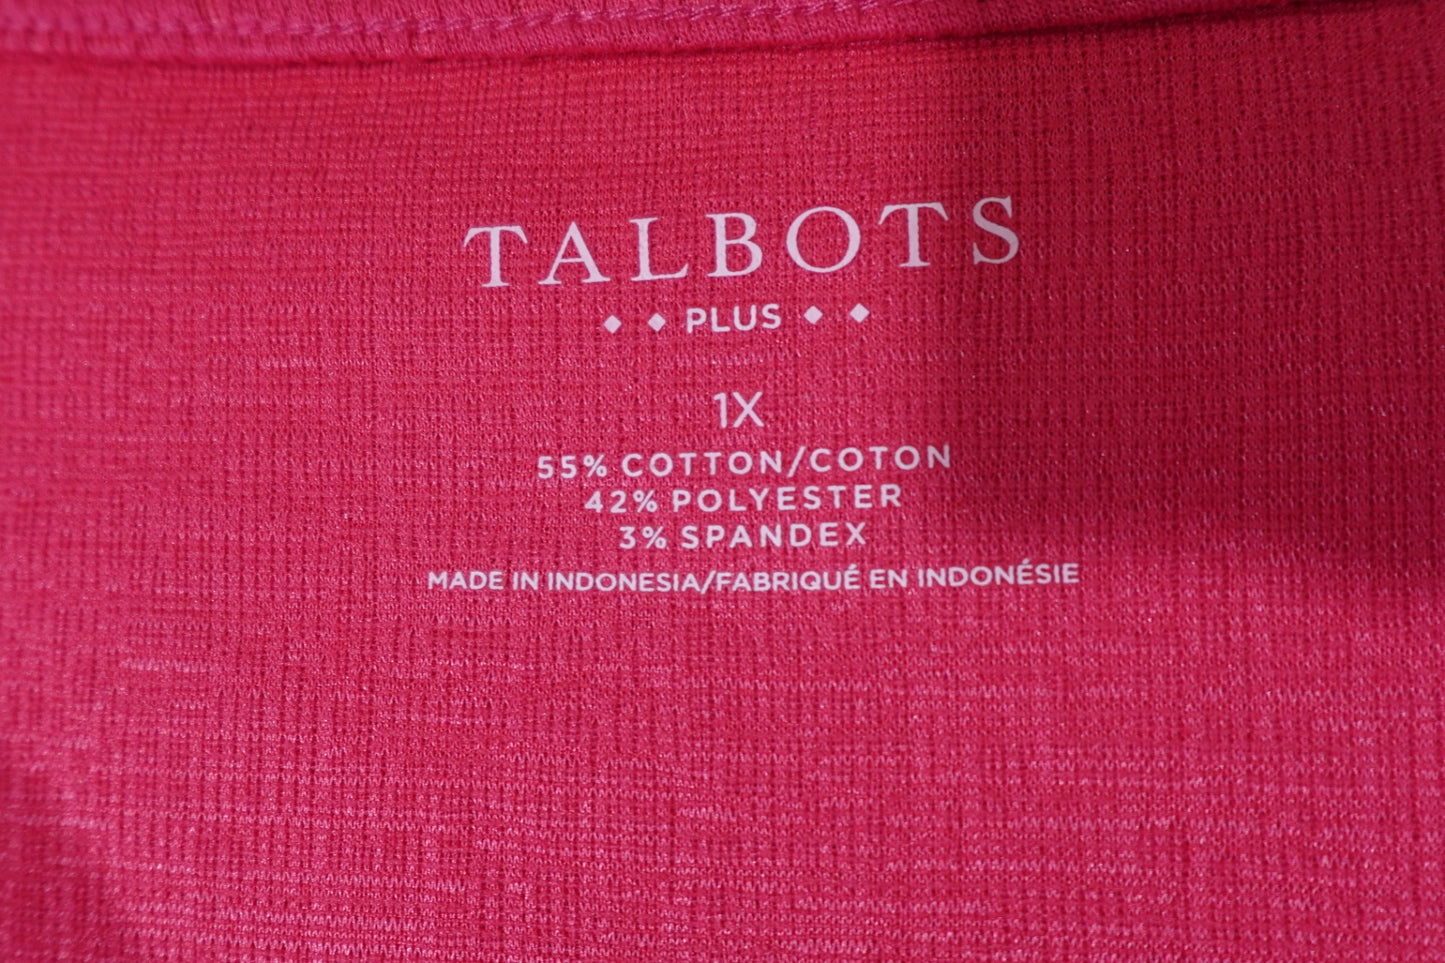 TALBOTS
◆ ◆ PLUS ◆ ◆
1X
55% COTTON/COTON
42% POLYESTER
3% SPANDEX
MADE IN INDONESIA/FABRIQUÉ EN INDONÉSIE